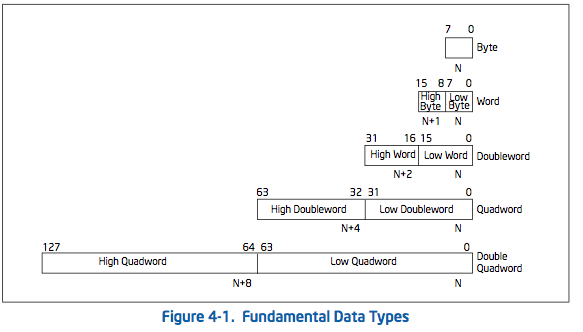 7 0
Byte
N
15 8 7 0
High Byte Low Byte Word
N+1 N
31 16 15 0
High Word Low Word Doubleword
N+2 N
63 32 31 0
High Doubleword Low Doubleword Quadword
N+4 N
127 64 63 0
High Quadword Low Quadword Double Quadword
N+8 N
Figure 4-1. Fundamental Data Types